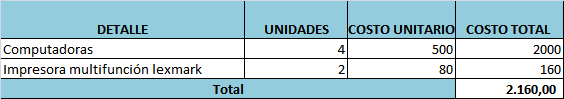 DETALLE UNIDADES COSTO UNITARIO COSTO TOTAL
Computadoras 4 500 2000
Impresora multifunción lexmark 2 80 160
Total 2.160,00